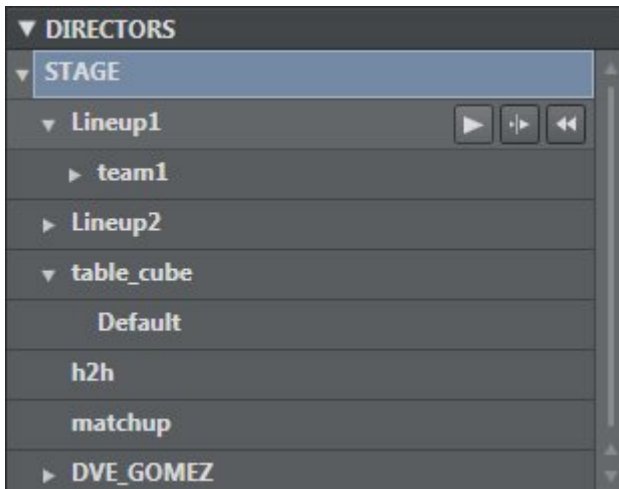 DIRECTORS
STAGE
Lineup1
team1
Lineup2
table_cube
Default
h2h
matchup
DVE_GOMEZ